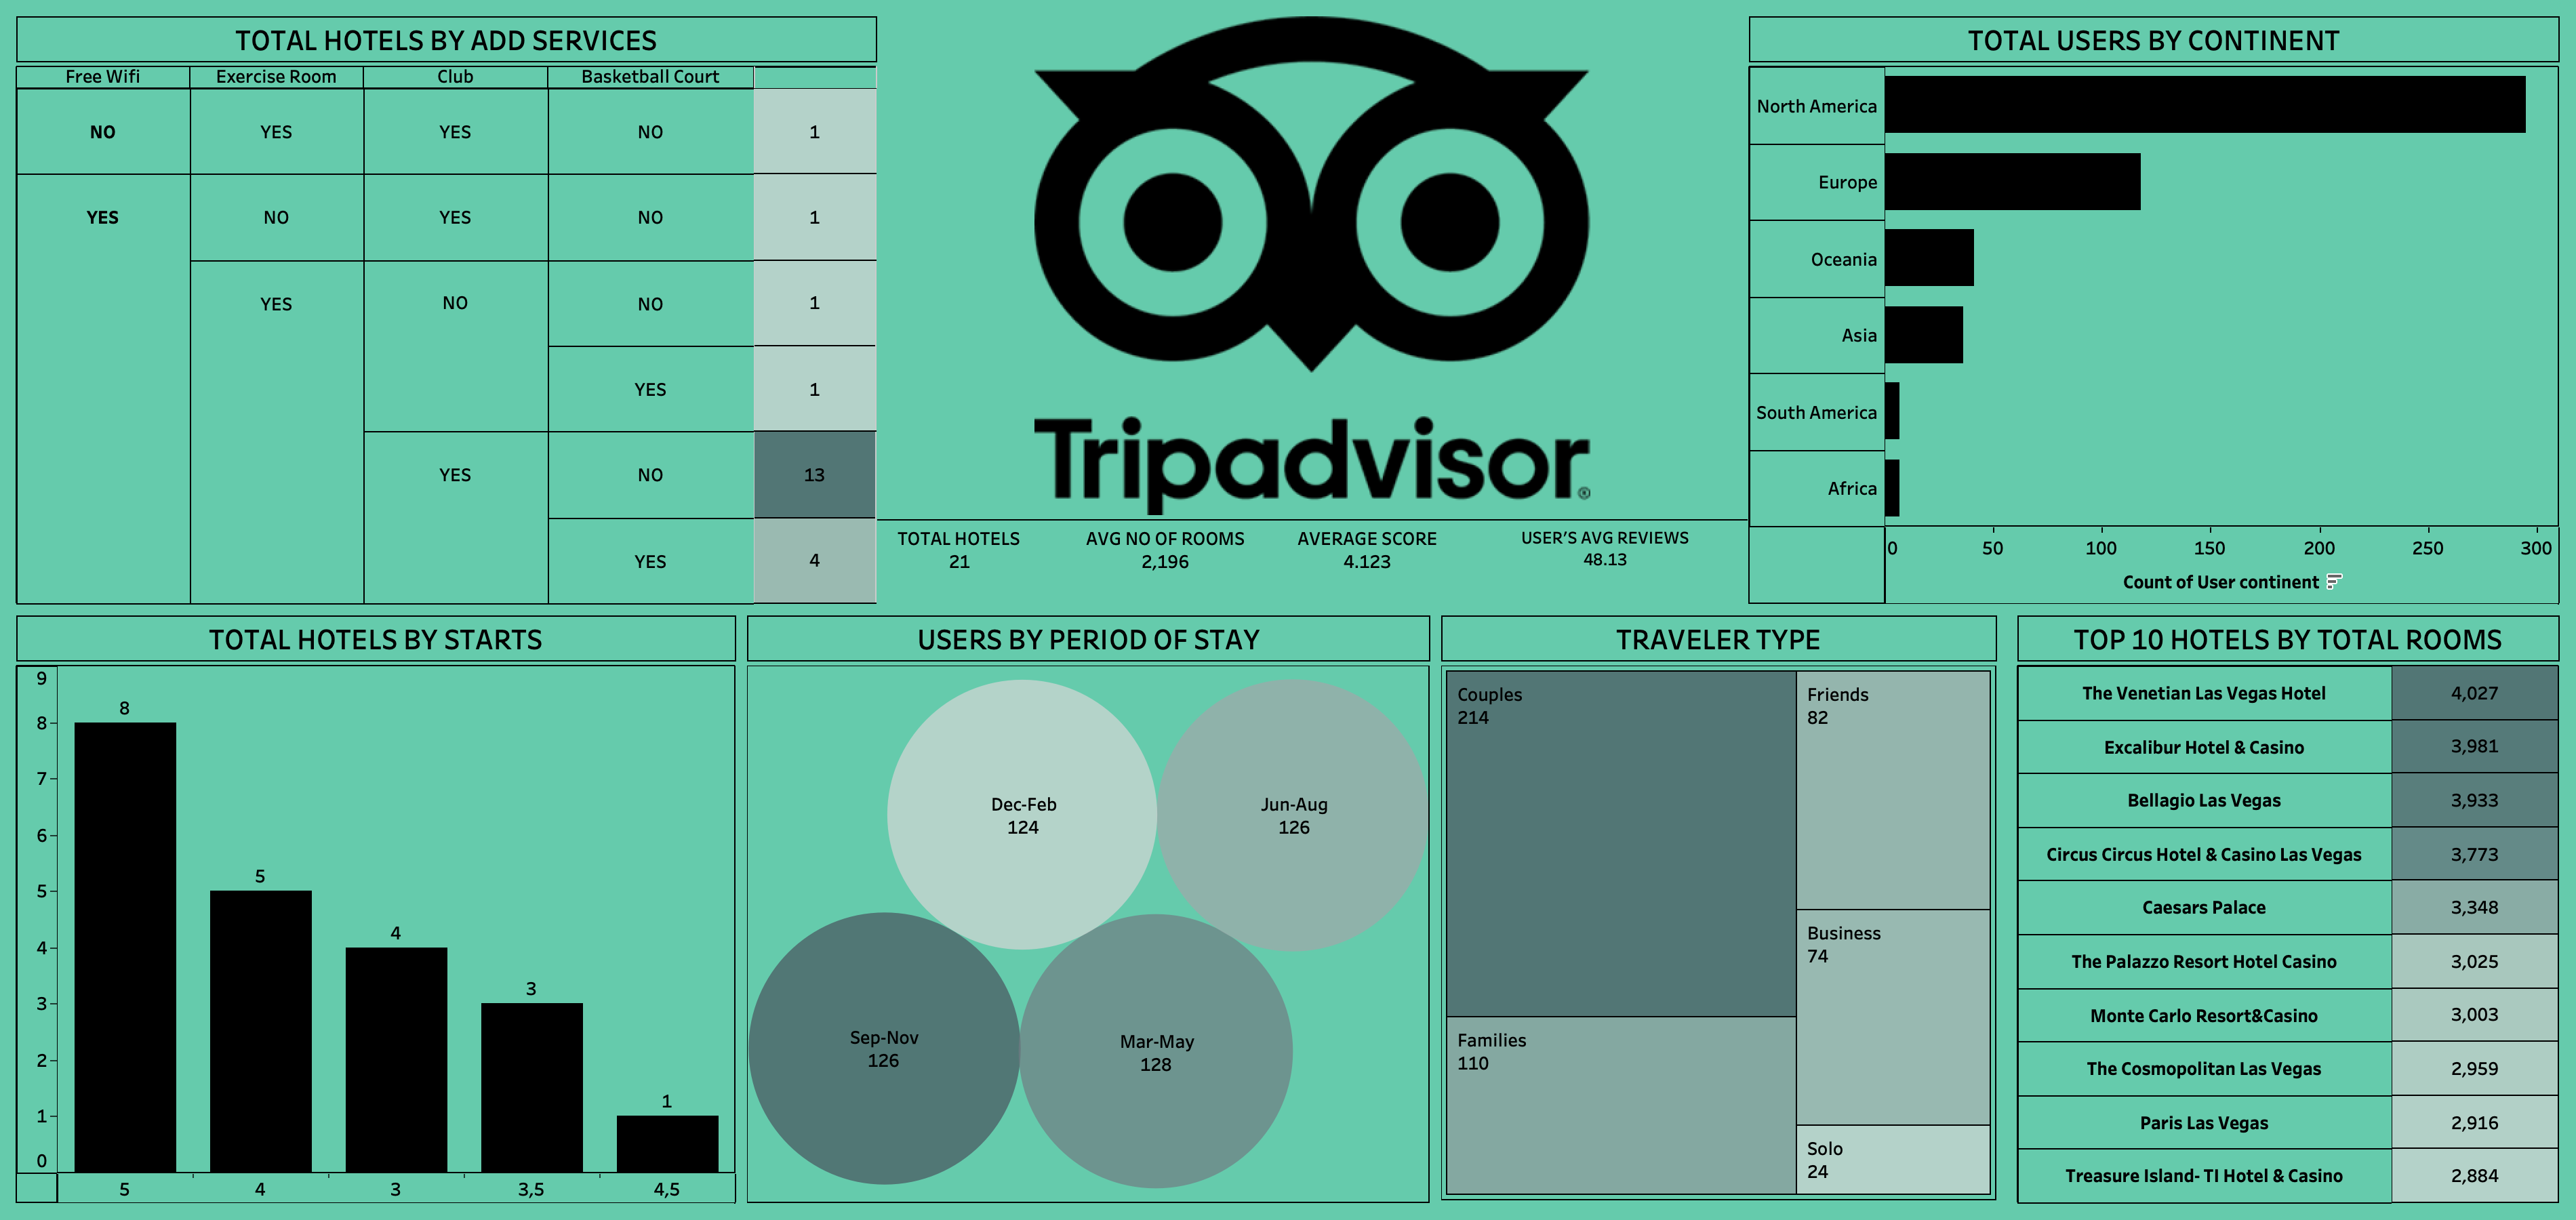 TOTAL HOTELS BY ADD SERVICES
Free Wifi Exercise Room Club Basketball Court
NO YES YES NO 1
YES NO YES NO 1
YES NO NO 1
YES 1
YES NO 13
YES 4
Tripadvisor®
TOTAL HOTELS AVG NO OF ROOMS AVERAGE SCORE USER’S AVG REVIEWS
21 2,196 4.123 48.13
TOTAL USERS BY CONTINENT
North America
Europe
Oceania
Asia
South America
Africa
0 50 100 150 200 250 300
Count of User continent
TOTAL HOTELS BY STARTS
9
8
7
6
5
4
3
2
1
0
8
5
4
3
1
5 4 3 3,5 4,5
USERS BY PERIOD OF STAY
Dec-Feb
124
Jun-Aug
126
Sep-Nov
126
Mar-May
128
TRAVELER TYPE
Couples
214
Friends
82
Business
74
Families
110
Solo
24
TOP 10 HOTELS BY TOTAL ROOMS
The Venetian Las Vegas Hotel 4,027
Excalibur Hotel & Casino 3,981
Bellagio Las Vegas 3,933
Circus Circus Hotel & Casino Las Vegas 3,773
Caesars Palace 3,348
The Palazzo Resort Hotel Casino 3,025
Monte Carlo Resort&Casino 3,003
The Cosmopolitan Las Vegas 2,959
Paris Las Vegas 2,916
Treasure Island- TI Hotel & Casino 2,884